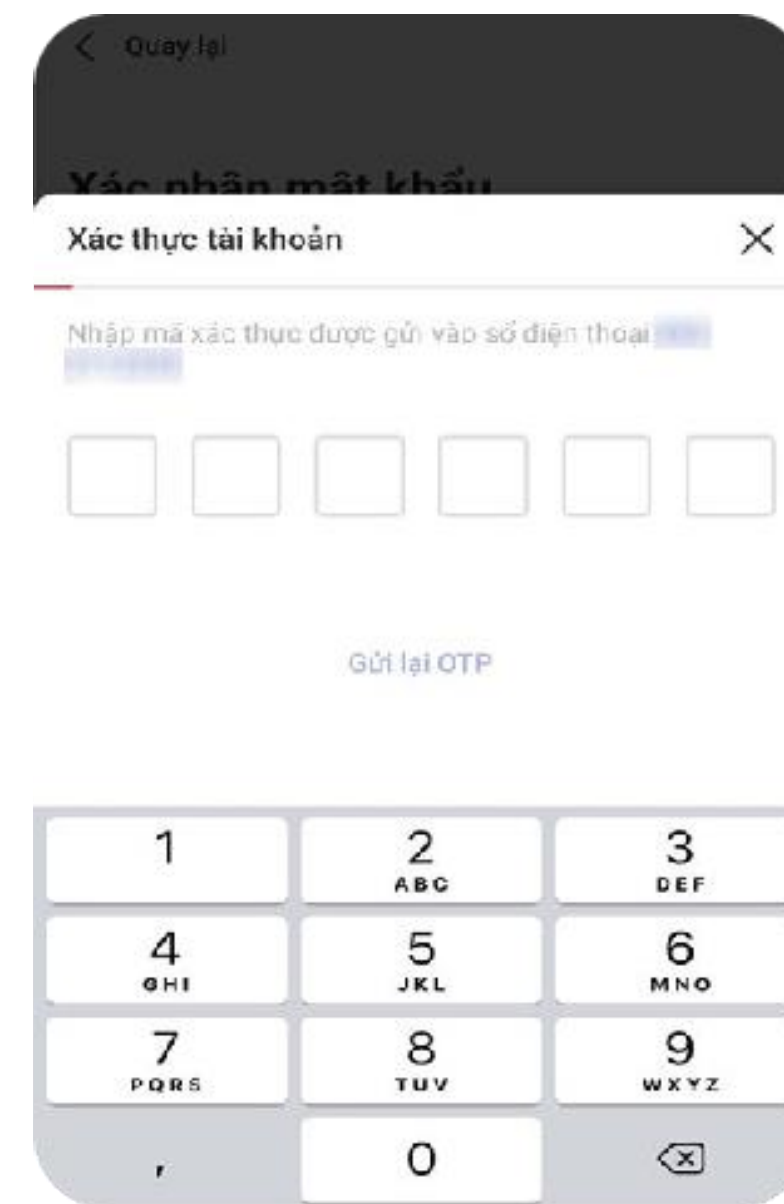 Quay lại
Xác nhận mật khẩu
Xác thực tài khoản
Nhập mã xác thực được gửi vào số điện thoại
Gửi lại OTP
1 2 3
ABC DEF
4 5 6
GHI JKL MNO
7 8 9
PQRS TUV WXYZ
, 0